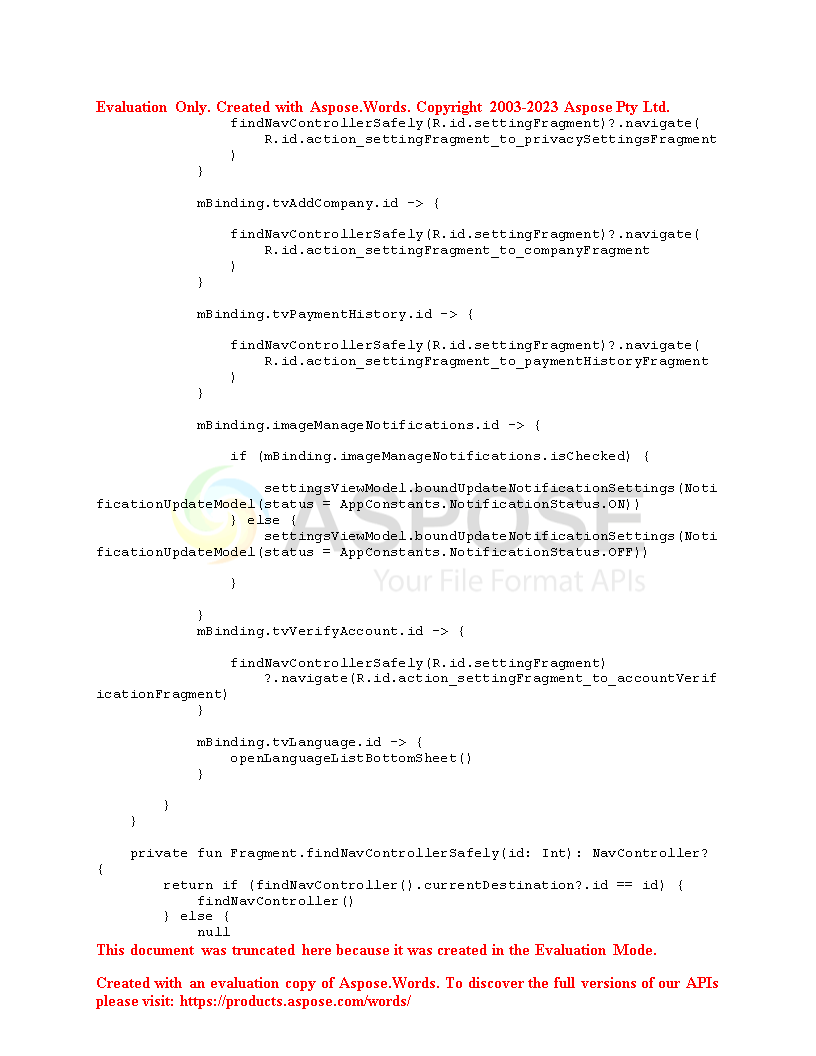 Evaluation Only. Created with Aspose.Words. Copyright 2003-2023 Aspose Pty Ltd.
findNavControllerSafely(R.id.settingFragment)?.navigate(
R.id.action_settingFragment_to_privacySettingsFragment
)
}
mBinding.tvAddCompany.id -> {
findNavControllerSafely(R.id.settingFragment)?.navigate(
R.id.action_settingFragment_to_companyFragment
)
}
mBinding.tvPaymentHistory.id -> {
findNavControllerSafely(R.id.settingFragment)?.navigate(
R.id.action_settingFragment_to_paymentHistoryFragment
)
}
mBinding.imageManageNotifications.id -> {
if (mBinding.imageManageNotifications.isChecked) {
settingsViewModel.boundUpdateNotificationSettings(Noti
ficationUpdateModel(status = AppConstants.NotificationStatus.ON))
} else {
settingsViewModel.boundUpdateNotificationSettings(Noti
ficationUpdateModel(status = AppConstants.NotificationStatus.OFF))
ASPOSE
Your File Format APIs
}
}
mBinding.tvVerifyAccount.id -> {
findNavControllerSafely(R.id.settingFragment)
?.navigate(R.id.action_settingFragment_to_accountVerif
icationFragment)
}
mBinding.tvLanguage.id -> {
openLanguageListBottomSheet()
}
}
}
private fun Fragment.findNavControllerSafely(id: Int): NavController?
{
return if (findNavController().currentDestination?.id == id) {
findNavController()
} else {
null
This document was truncated here because it was created in the Evaluation Mode.
Created with an evaluation copy of Aspose.Words. To discover the full versions of our APIs
please visit: https://products.aspose.com/words/